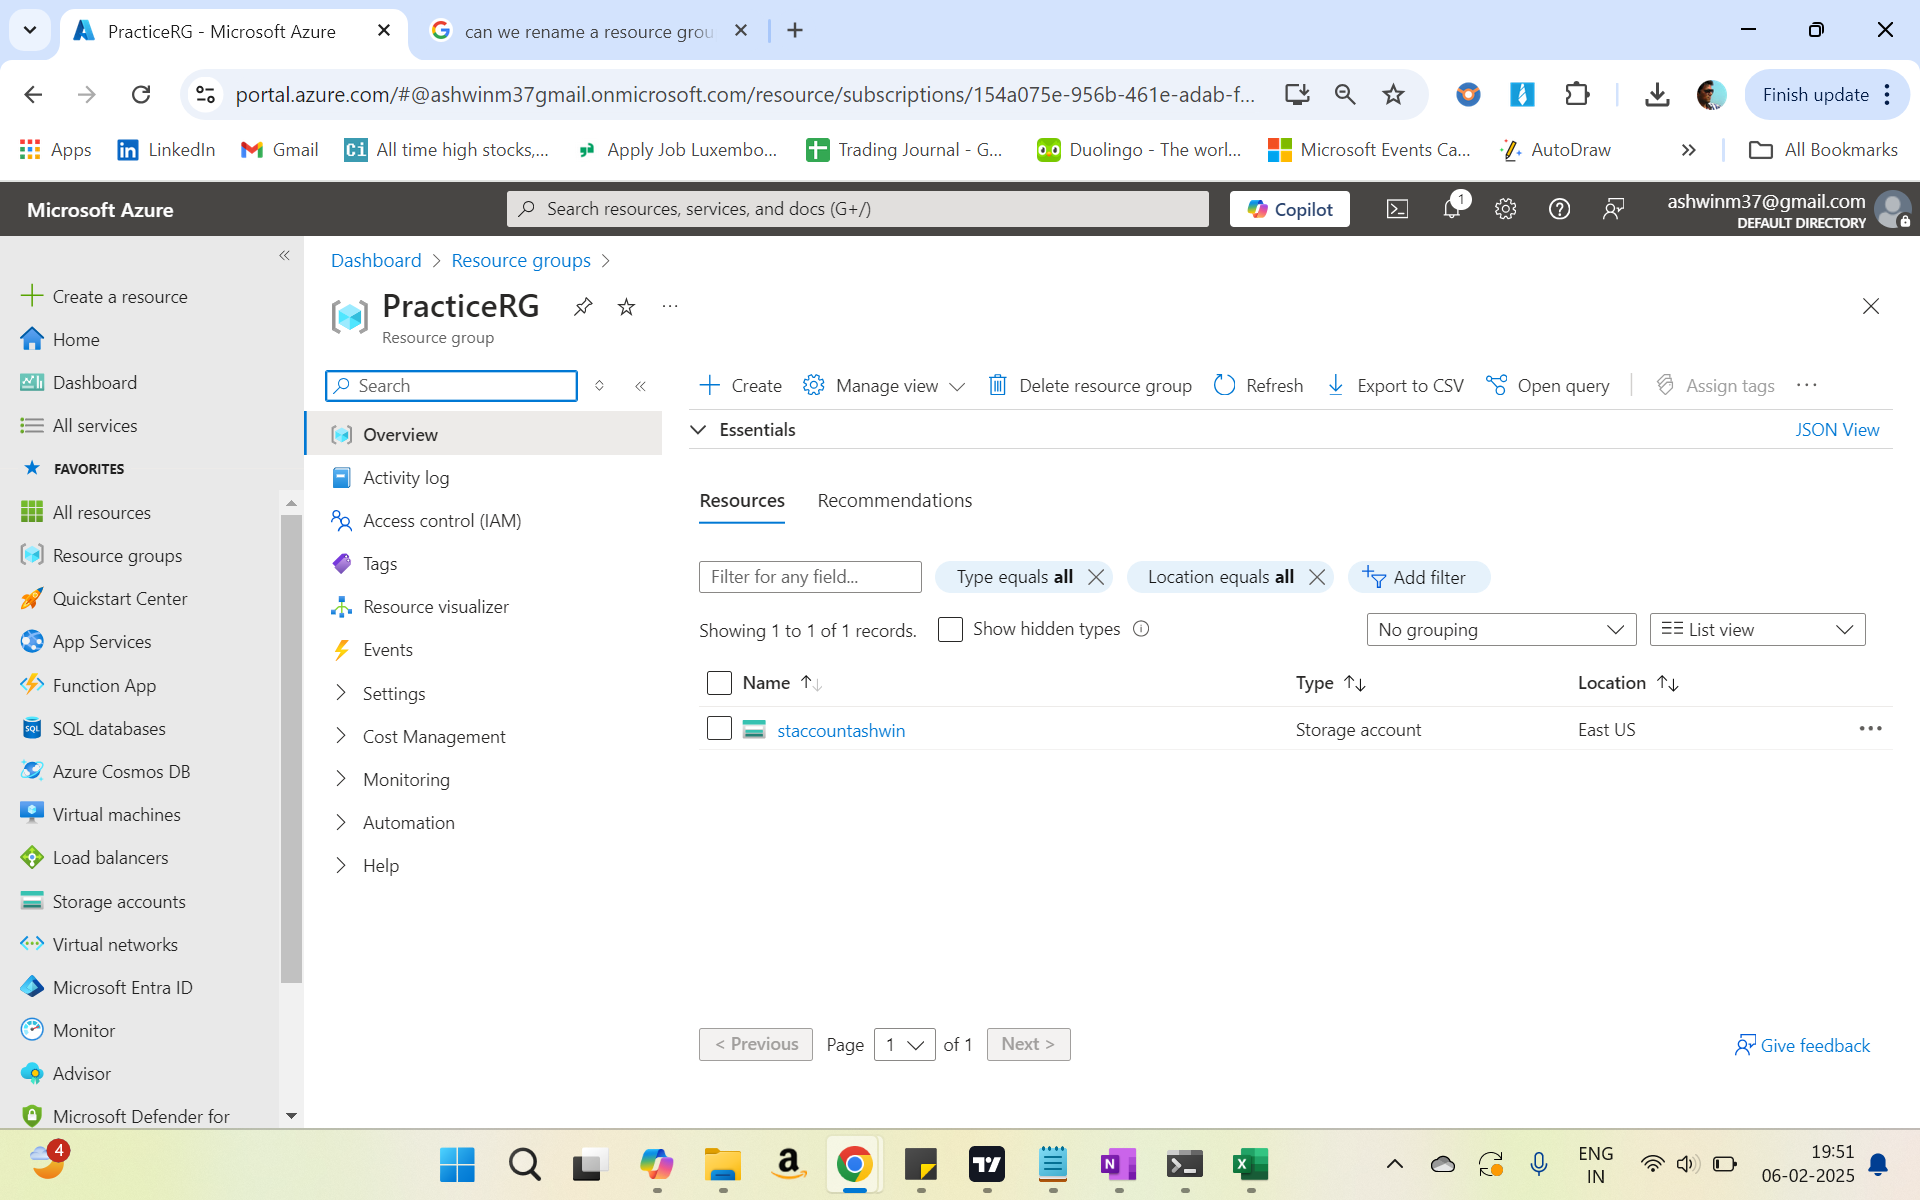 PracticeRG - Microsoft Azure
can we rename a resource grou
portal.azure.com/#@ashwinm37gmail.onmicrosoft.com/resource/subscriptions/154a075e-956b-461e-adab-f...
Finish update
Apps
LinkedIn
Gmail
Ci
All time high stocks,...
Apply Job Luxembo...
Trading Journal - G...
Duolingo - The worl...
Microsoft Events Ca...
AutoDraw
All Bookmarks
Microsoft Azure
Search resources, services, and docs (G+/)
Copilot
1
ashwinm37@gmail.com
DEFAULT DIRECTORY
Create a resource
Home
Dashboard
All services
FAVORITES
All resources
Resource groups
Quickstart Center
App Services
Function App
SQL databases
Azure Cosmos DB
Virtual machines
Load balancers
Storage accounts
Virtual networks
Microsoft Entra ID
Monitor
Advisor
Microsoft Defender for
Dashboard > Resource groups >
PracticeRG
Resource group
Search
Overview
Activity log
Access control (IAM)
Tags
Resource visualizer
Events
Settings
Cost Management
Monitoring
Automation
Help
Create
Manage view
Delete resource group
Refresh
Export to CSV
Open query
Assign tags
Essentials
JSON View
Resources
Recommendations
Filter for any field...
Type equals all
Location equals all
Add filter
Showing 1 to 1 of 1 records.
Show hidden types
No grouping
List view
Name
Type
Location
staccountashwin
Storage account
East US
< Previous
Page
1
of 1
Next >
Give feedback
4
ENG
IN
19:51
06-02-2025